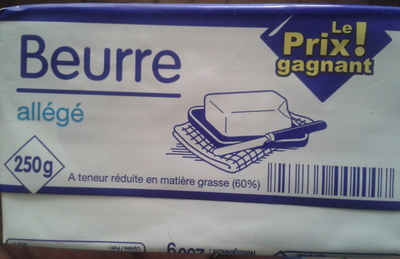 Beurre
allégé
Le
Prix!
gagnant
250g
A teneur réduite en matière grasse (60%)